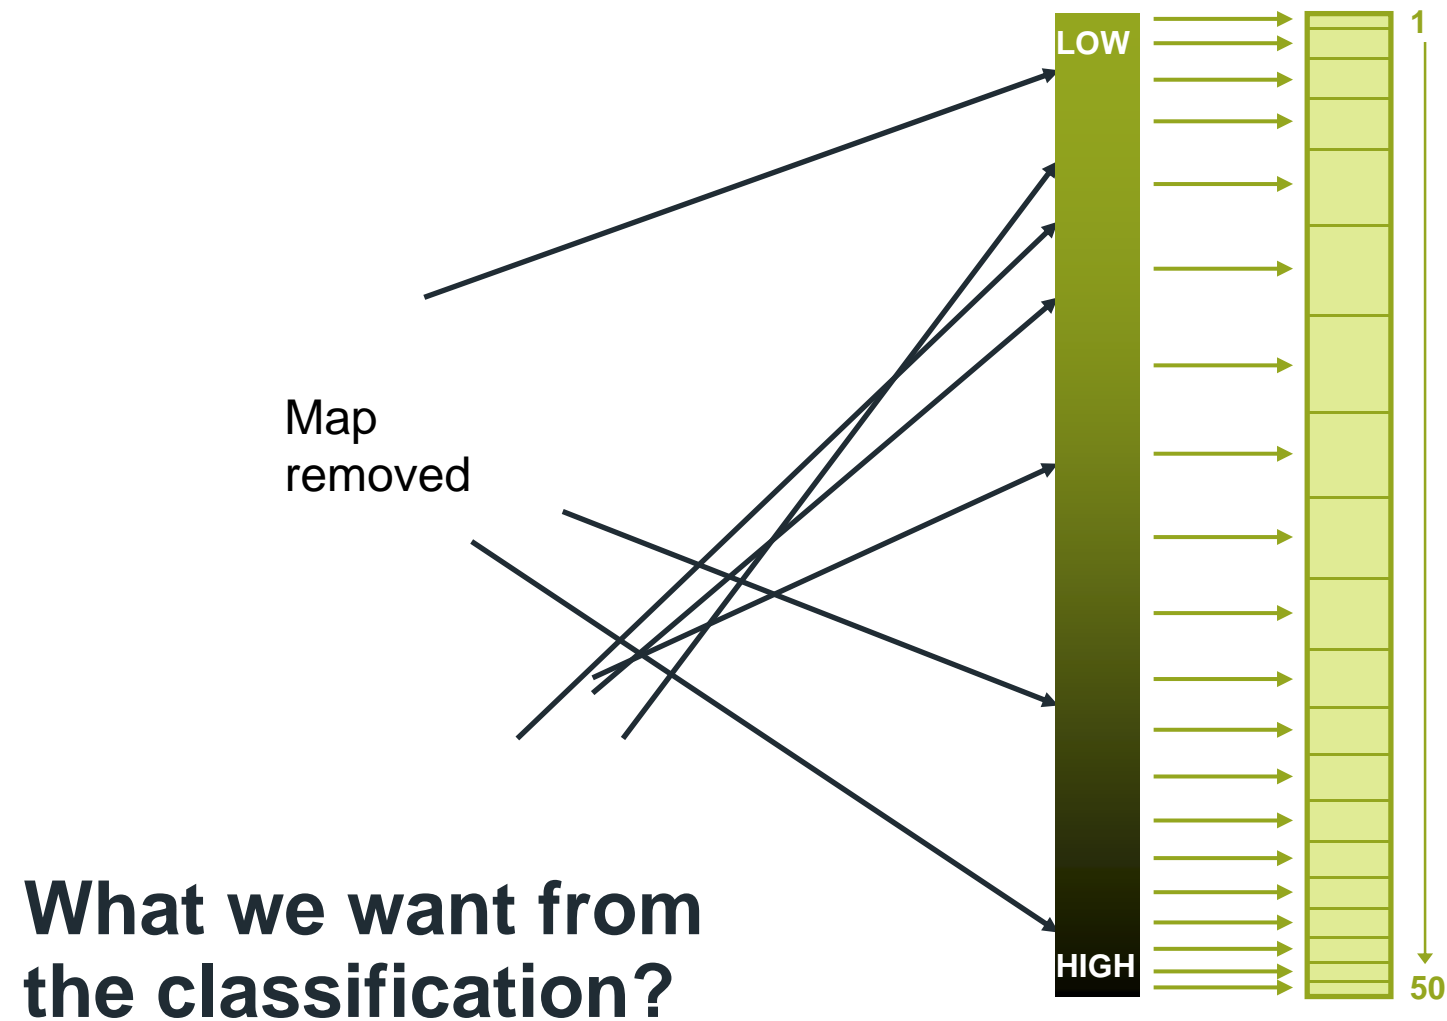 LOW
1
Map
removed
What we want from
the classification?
HIGH
50